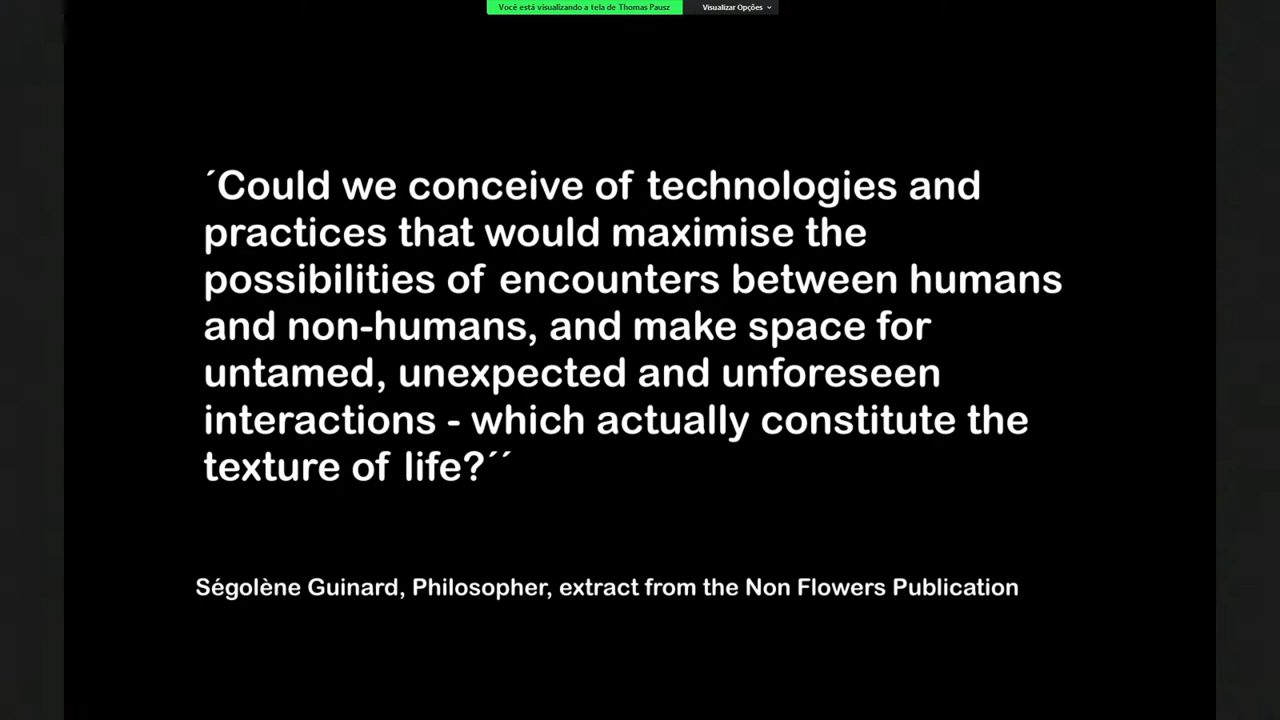 Você está visualizando a tela de Thomas Pausz
Visualizar Opções
´Could we conceive of technologies and
practices that would maximise the
possibilities of encounters between humans
and non-humans, and make space for
untamed, unexpected and unforeseen
interactions - which actually constitute the
texture of life?´´
Ségolène Guinard, Philosopher, extract from the Non Flowers Publication